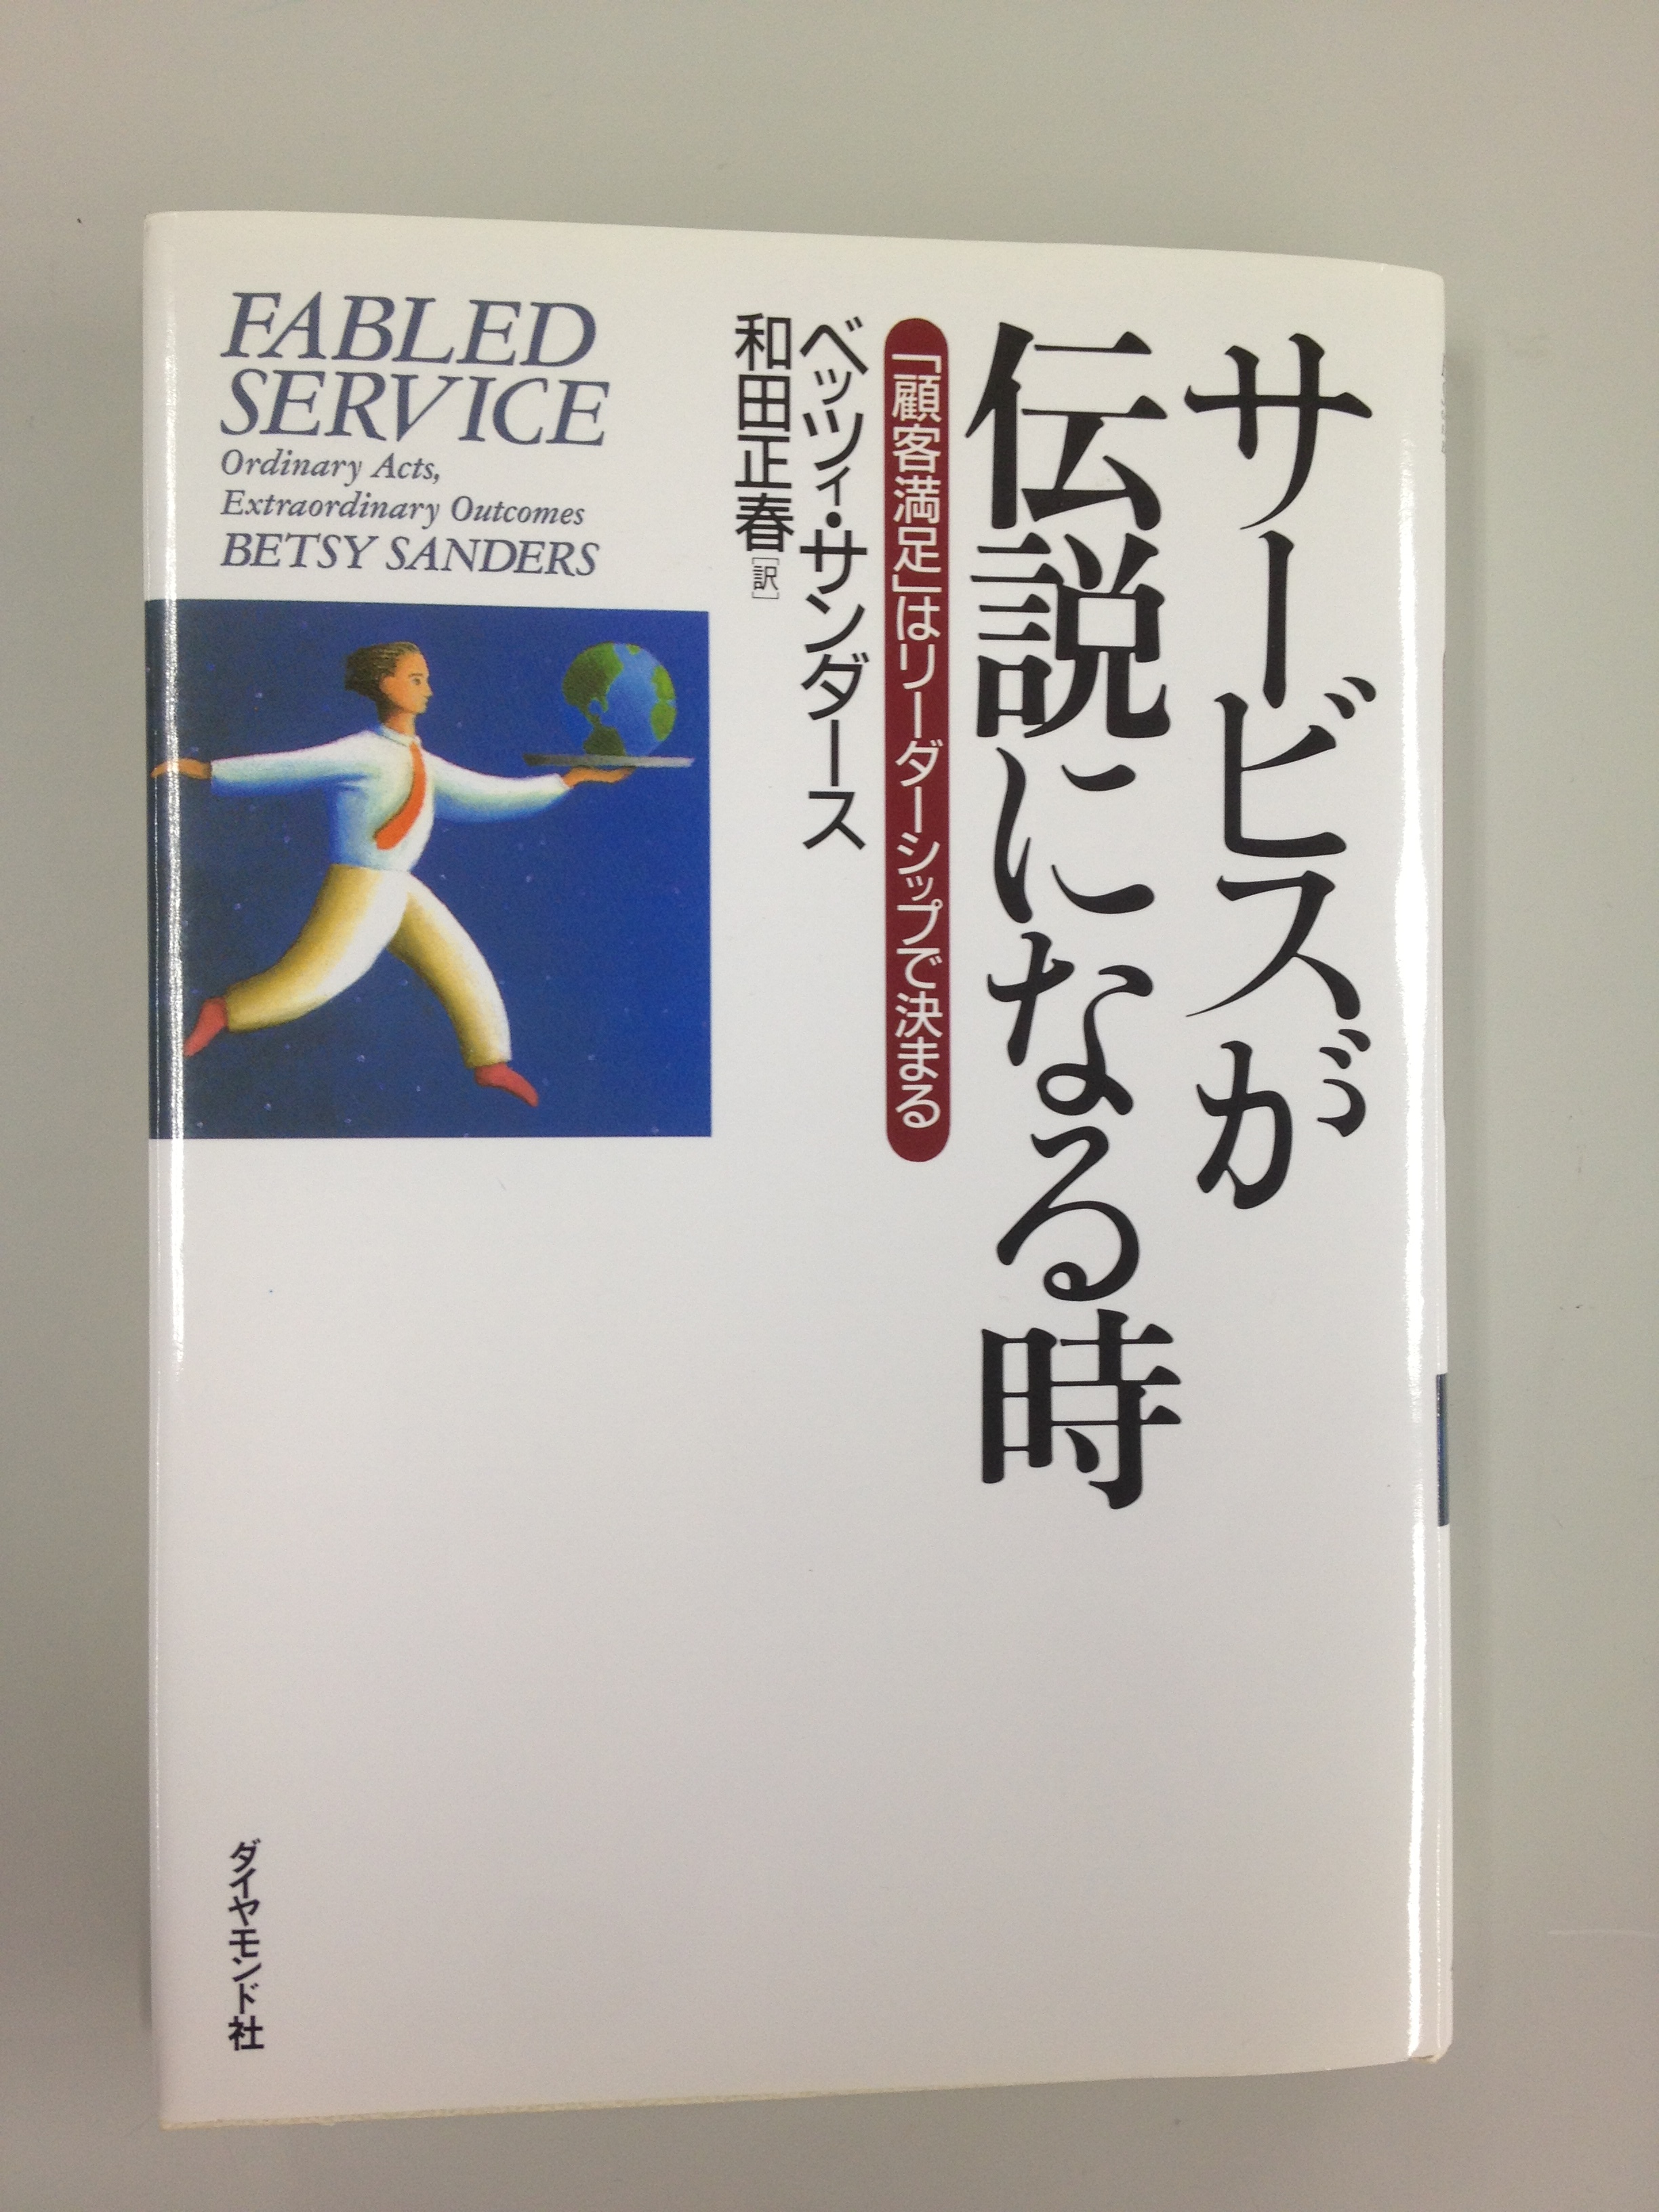 サービスが
伝説になる時
「顧客満足」はリーダーシップで決まる
ベッツィ・サンダース
和田正春[訳]
FABLED
SERVICE
Ordinary Acts,
Extraordinary Outcomes
BETSY SANDERS
ダイヤモンド社